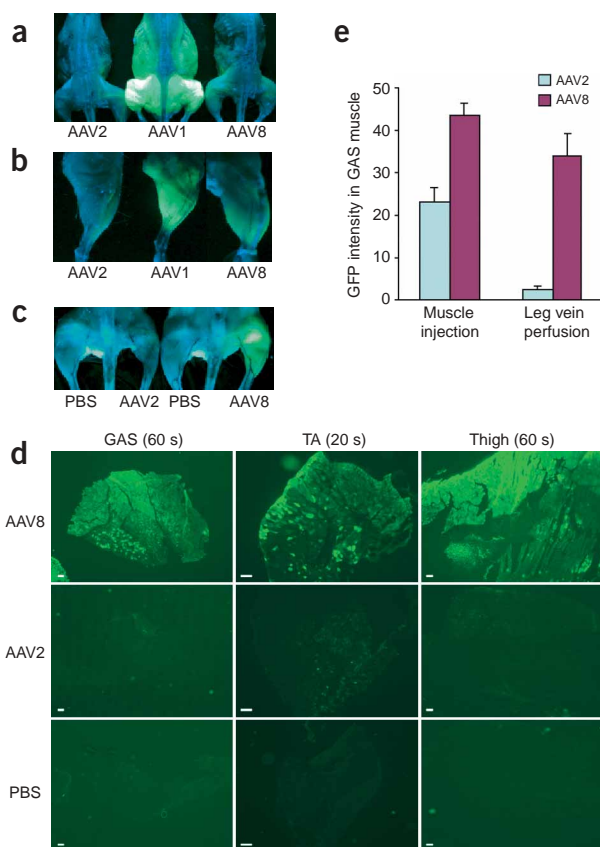 a
AAV2 AAV1 AAV8
b
AAV2 AAV1 AAV8
c
PBS AAV2 PBS AAV8
e
AAV2
AAV8
GFP intensity in GAS muscle
50
40
30
20
10
0
Muscle injection
Leg vein perfusion
d
GAS (60 s) TA (20 s) Thigh (60 s)
AAV8
AAV2
PBS